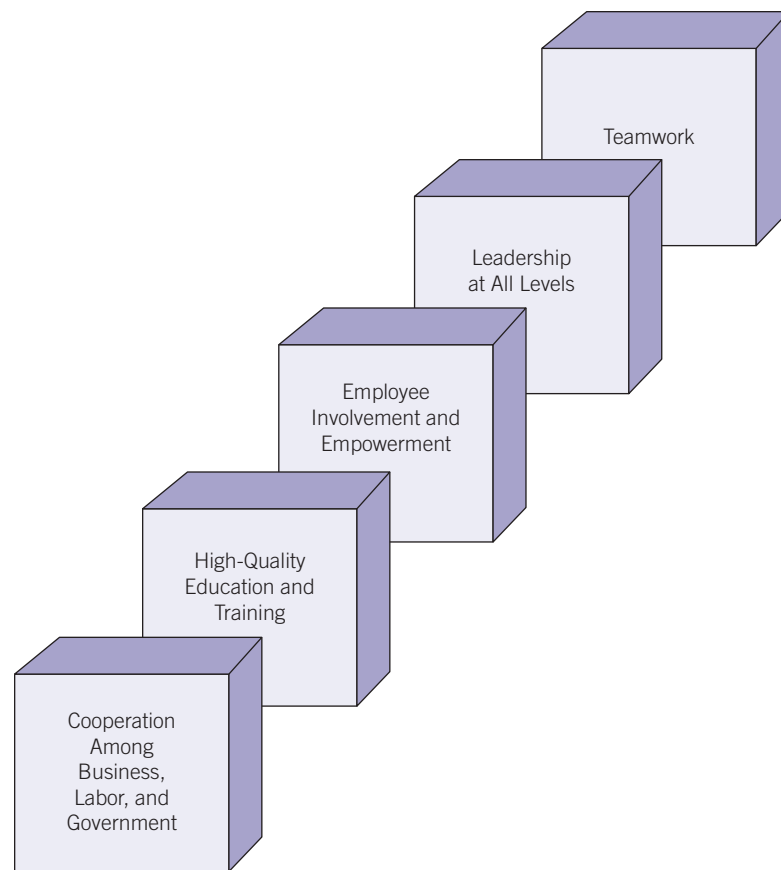 Teamwork
Leadership
at All Levels
Employee
Involvement and
Empowerment
High-Quality
Education and
Training
Cooperation
Among
Business,
Labor, and
Government